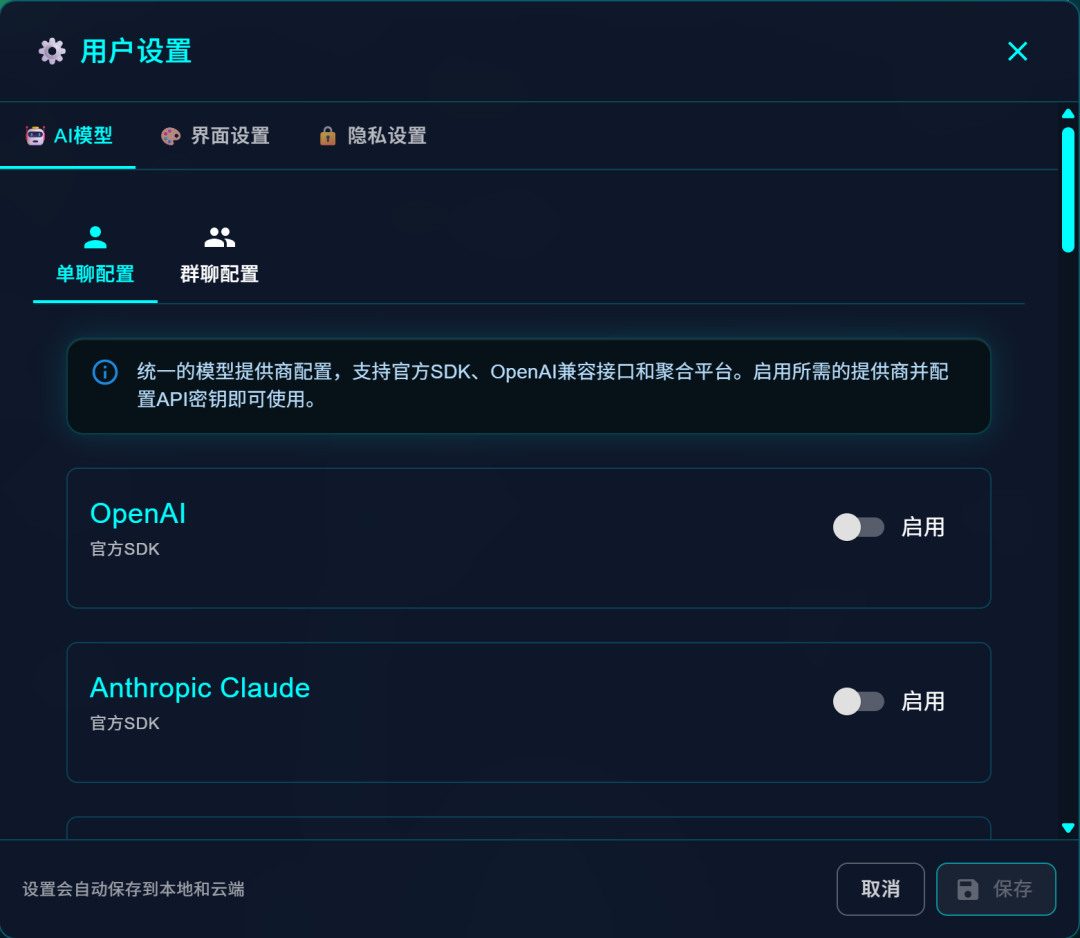 用户设置
AI模型
界面设置
隐私设置
单聊配置
群聊配置
统一的模型提供商配置，支持官方SDK、OpenAI兼容接口和聚合平台。启用所需的提供商并配
置API密钥即可使用。
OpenAI
官方SDK
启用
Anthropic Claude
官方SDK
启用
设置会自动保存到本地和云端
取消
保存